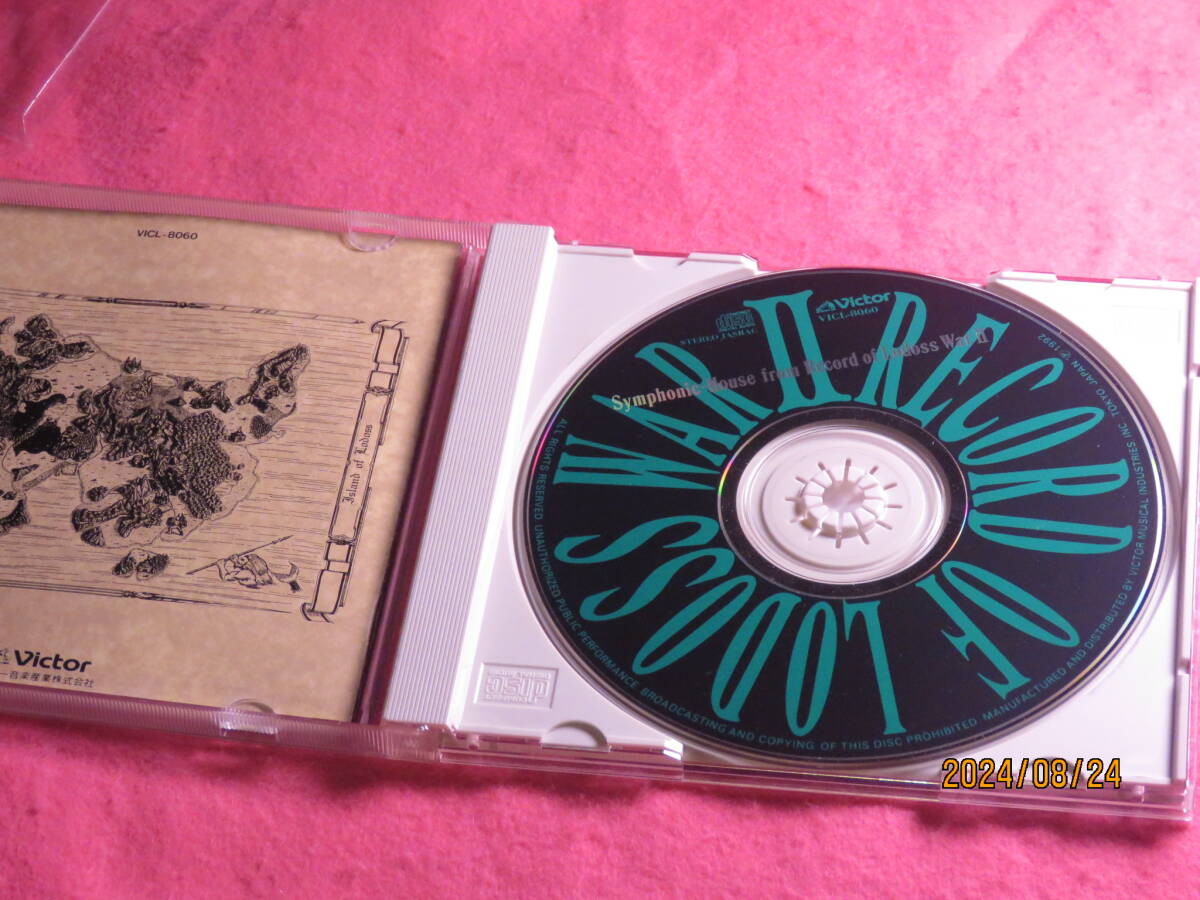 VICL-8060
Island of Lodoss
Victor
音楽産業株式会社
Victor
VICL-8060
STEREO JASRAC
Symphonic House from Record of Lodoss War II
RECORD OF LODOSS WAR II
TOKYO JAPAN Ⓟ 1992
ALL RIGHTS RESERVED UNAUTHORIZED PUBLIC PERFORMANCE BROADCASTING AND COPYING OF THIS DISC PROHIBITED. MANUFACTURED AND DISTRIBUTED BY VICTOR MUSICAL INDUSTRIES INC.
disc
2024/08/24